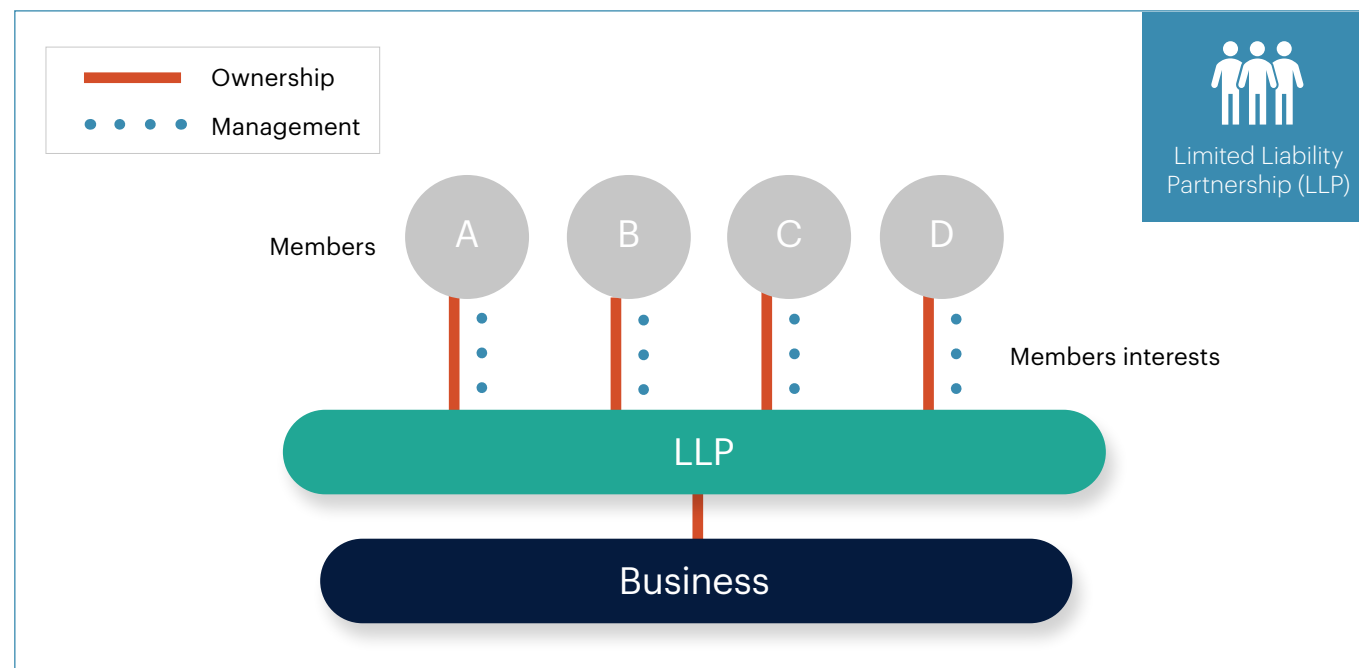 Ownership
Management
Limited Liability
Partnership (LLP)
Members
A
B
C
D
Members interests
LLP
Business